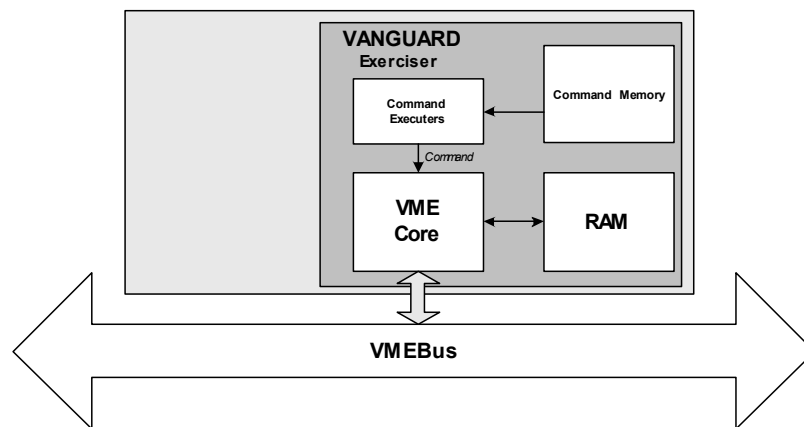 VANGUARD
Exerciser
Command
Executers
Command Memory
Command
VME
Core
RAM
VMEBus